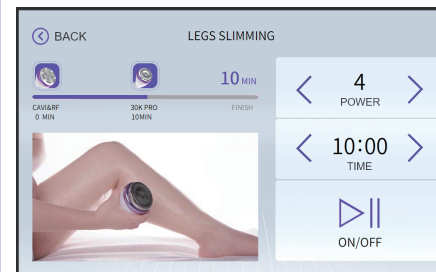 BACK
LEGS SLIMMING
10 MIN
CAVI&RF
0 MIN
30K PRO
10MIN
FINISH
4
POWER
10:00
TIME
ON/OFF